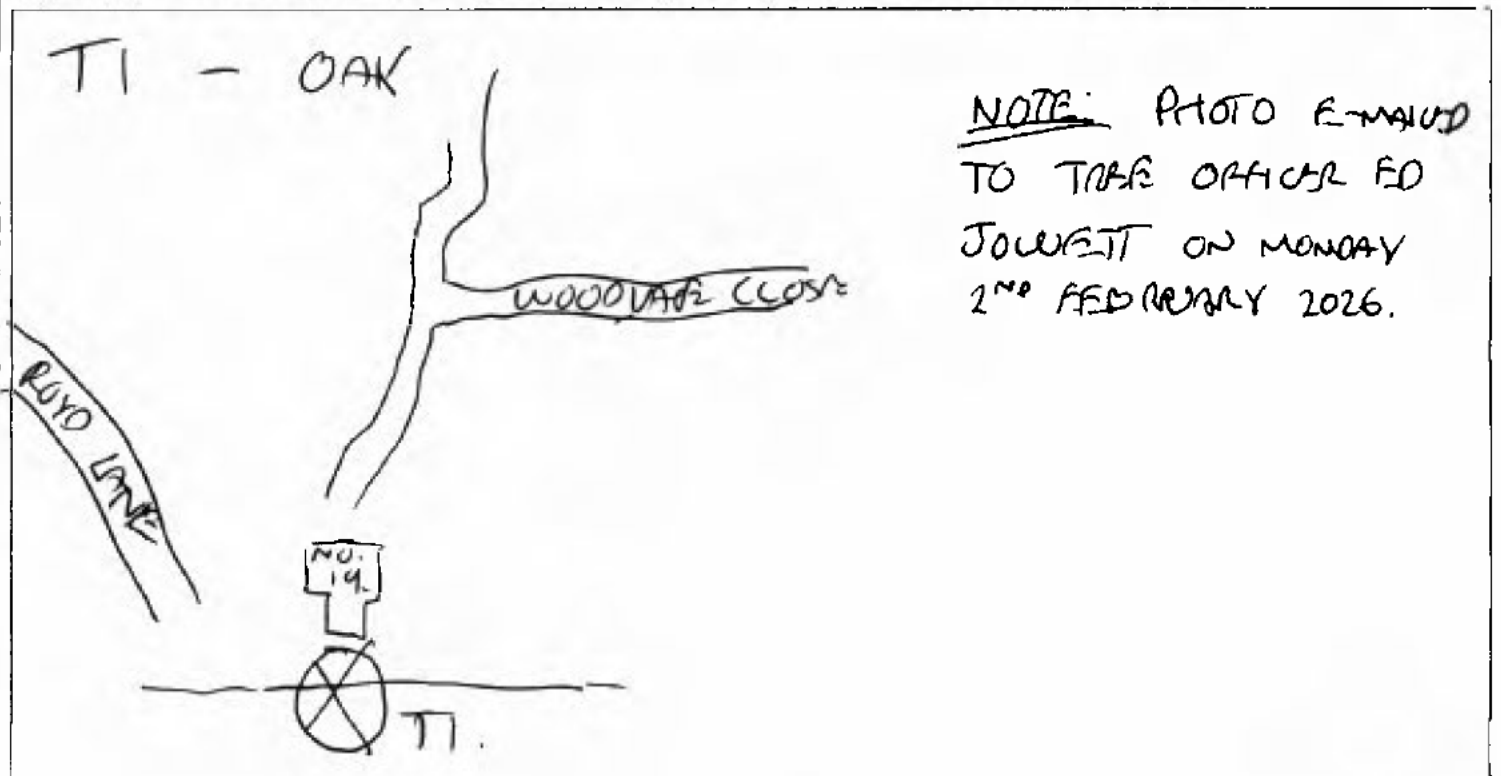 T1 - OAK
NOTE: PHOTO E-MAILED
TO TREE OFFICER ED
JOWETT ON MONDAY
2ND FEBRUARY 2026.
WOODVALE CLOSE
ROYD LANE
NO.
19.
T1.